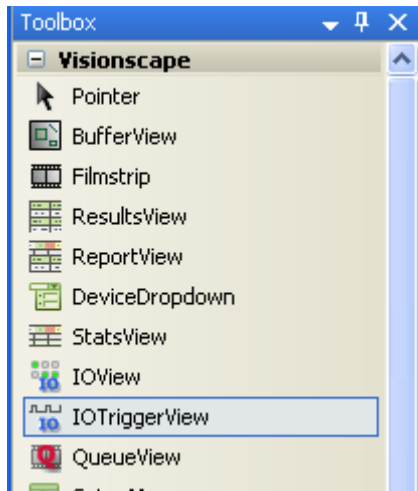 Toolbox
Visionscape
Pointer
BufferView
Filmstrip
ResultsView
ReportView
DeviceDropdown
StatsView
IOView
IOTriggerView
QueueView